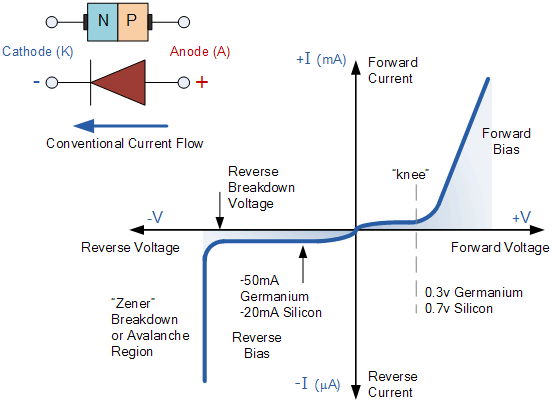 N P
Cathode (K)
Anode (A)
- +
Conventional Current Flow
+I (mA)
Forward
Current
Forward
Bias
"knee"
Reverse
Breakdown
Voltage
-V
+V
Reverse Voltage
Forward Voltage
-50mA
Germanium
-20mA Silicon
Reverse
Bias
0.3v Germanium
0.7v Silicon
"Zener"
Breakdown
or Avalanche
Region
-I (μA)
Reverse
Current